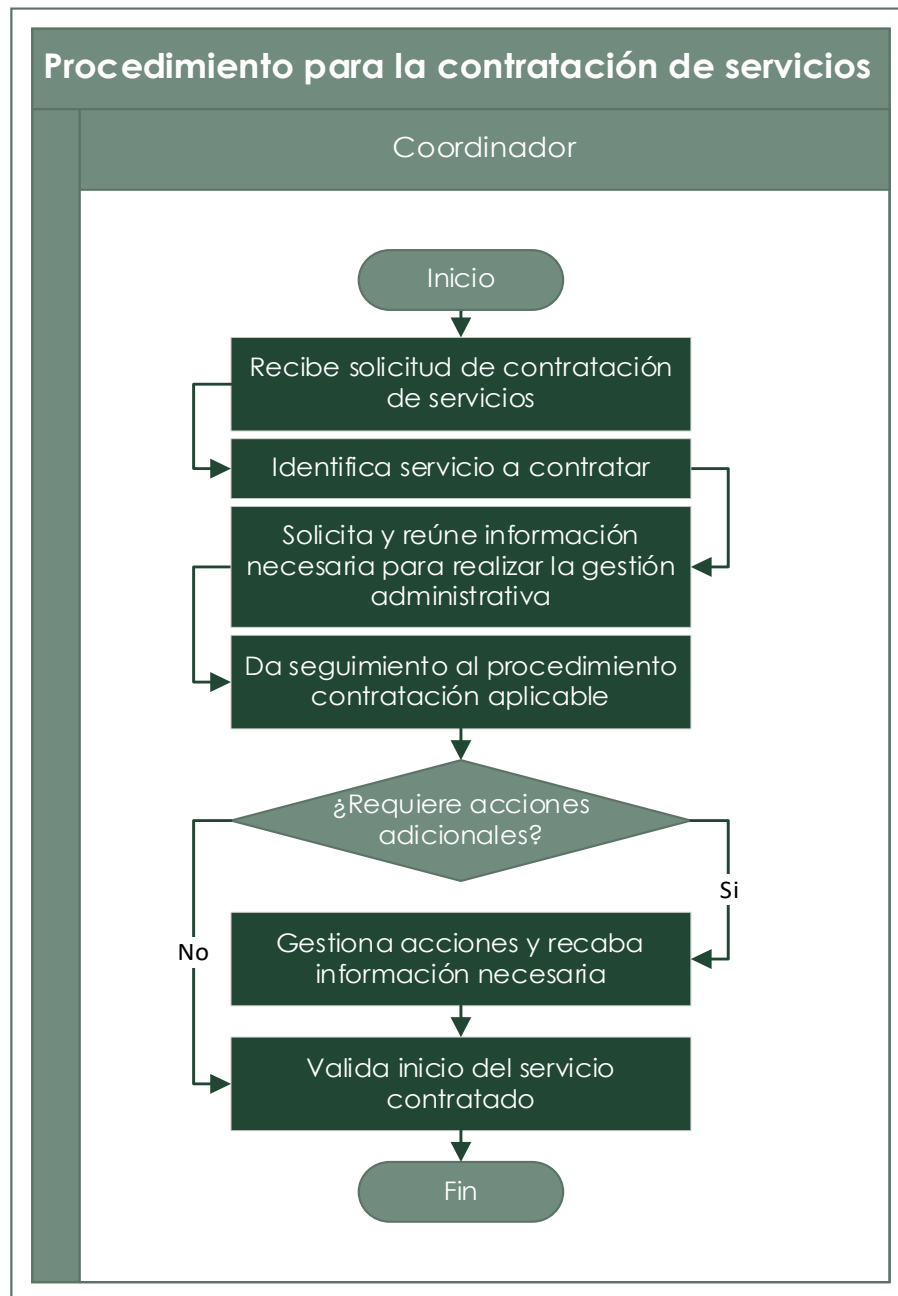 Procedimiento para la contratación de servicios
Coordinador
Inicio
Recibe solicitud de contratación
de servicios
Identifica servicio a contratar
Solicita y reúne información
necesaria para realizar la gestión
administrativa
Da seguimiento al procedimiento
contratación aplicable
¿Requiere acciones
adicionales?
Si
No
Gestiona acciones y recaba
información necesaria
Valida inicio del servicio
contratado
Fin